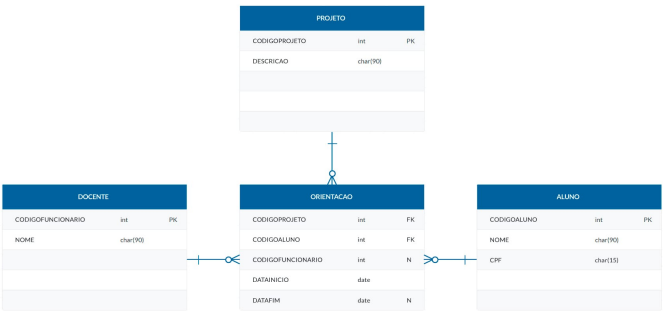 PROJETO
CODIGOPROJETO int PK
DESCRICAO char(90)
DOCENTE
CODIGOFUNCIONARIO int PK
NOME char(90)
ORIENTACAO
CODIGOPROJETO int FK
CODIGOALUNO int FK
CODIGOFUNCIONARIO int N
DATAINICIO date
DATAFIM date N
ALUNO
CODIGOALUNO int PK
NOME char(90)
CPF char(15)